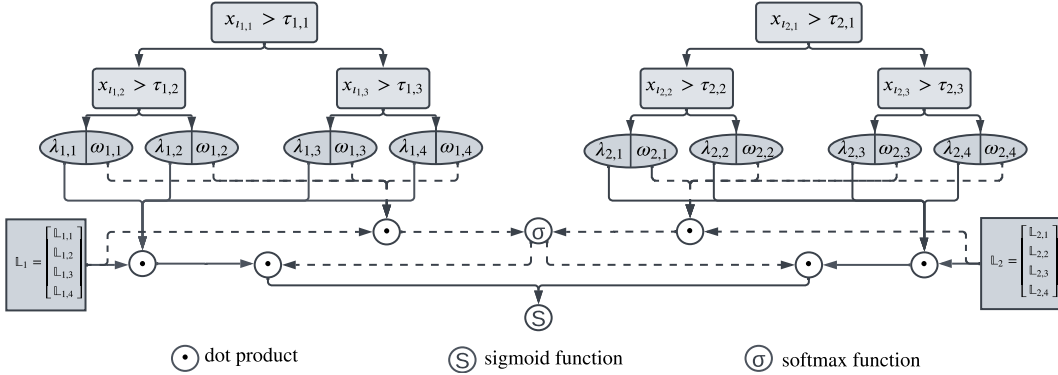 x_{ι_{1,1}} > τ_{1,1}
x_{ι_{2,1}} > τ_{2,1}
x_{ι_{1,2}} > τ_{1,2}
x_{ι_{1,3}} > τ_{1,3}
x_{ι_{2,2}} > τ_{2,2}
x_{ι_{2,3}} > τ_{2,3}
λ_{1,1} ω_{1,1}
λ_{1,2} ω_{1,2}
λ_{1,3} ω_{1,3}
λ_{1,4} ω_{1,4}
λ_{2,1} ω_{2,1}
λ_{2,2} ω_{2,2}
λ_{2,3} ω_{2,3}
λ_{2,4} ω_{2,4}
𝕃_1 =
𝕃_{1,1}
𝕃_{1,2}
𝕃_{1,3}
𝕃_{1,4}
σ
𝕃_2 =
𝕃_{2,1}
𝕃_{2,2}
𝕃_{2,3}
𝕃_{2,4}
S
dot product
S sigmoid function
σ softmax function